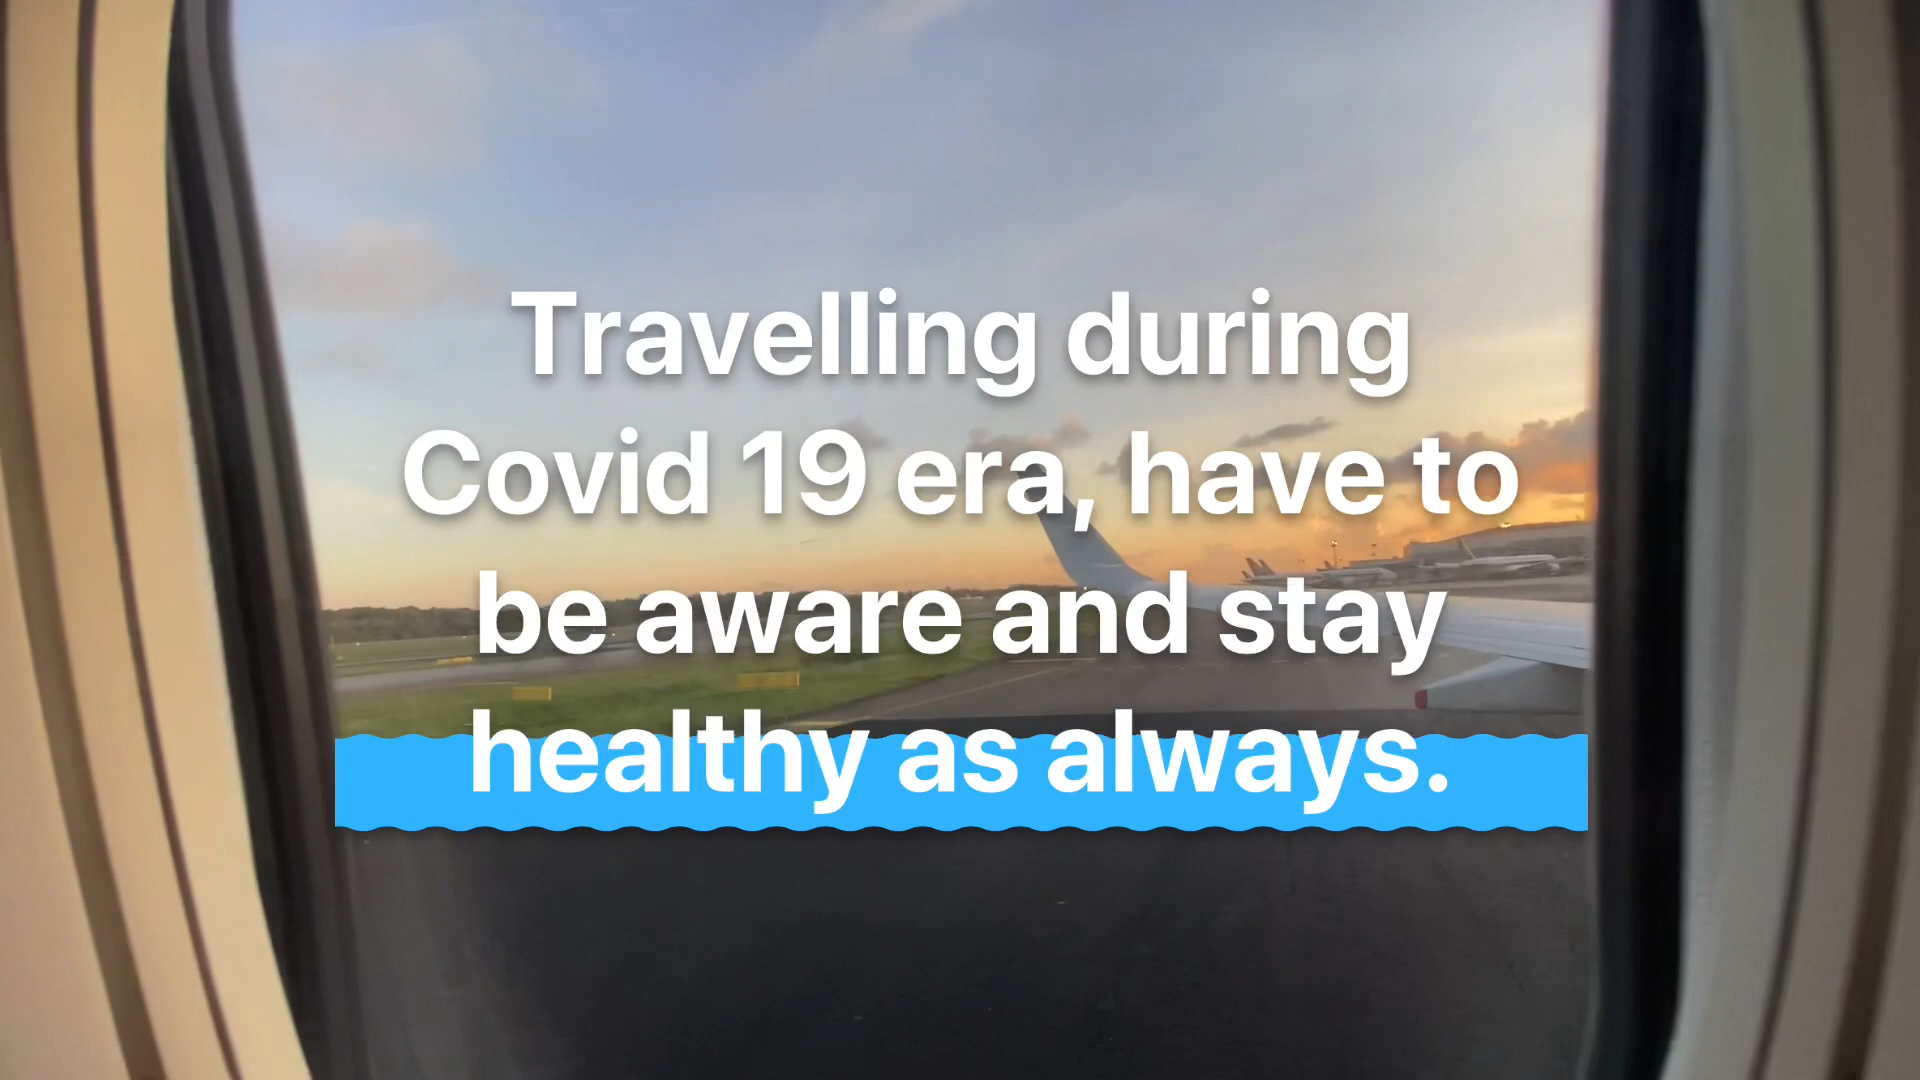 Travelling during
Covid 19 era, have to
be aware and stay
healthy as always.